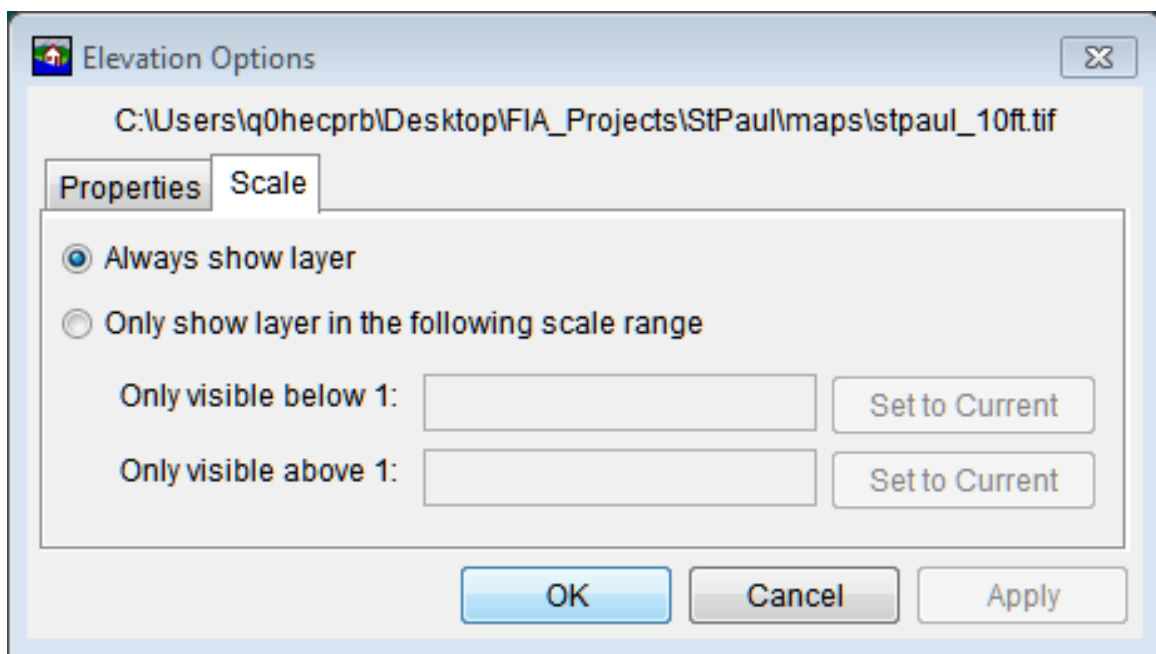 Elevation Options
C:\Users\q0hecprb\Desktop\FIA_Projects\StPaul\maps\stpaul_10ft.tif
Properties Scale
Always show layer
Only show layer in the following scale range
Only visible below 1: Set to Current
Only visible above 1: Set to Current
OK Cancel Apply